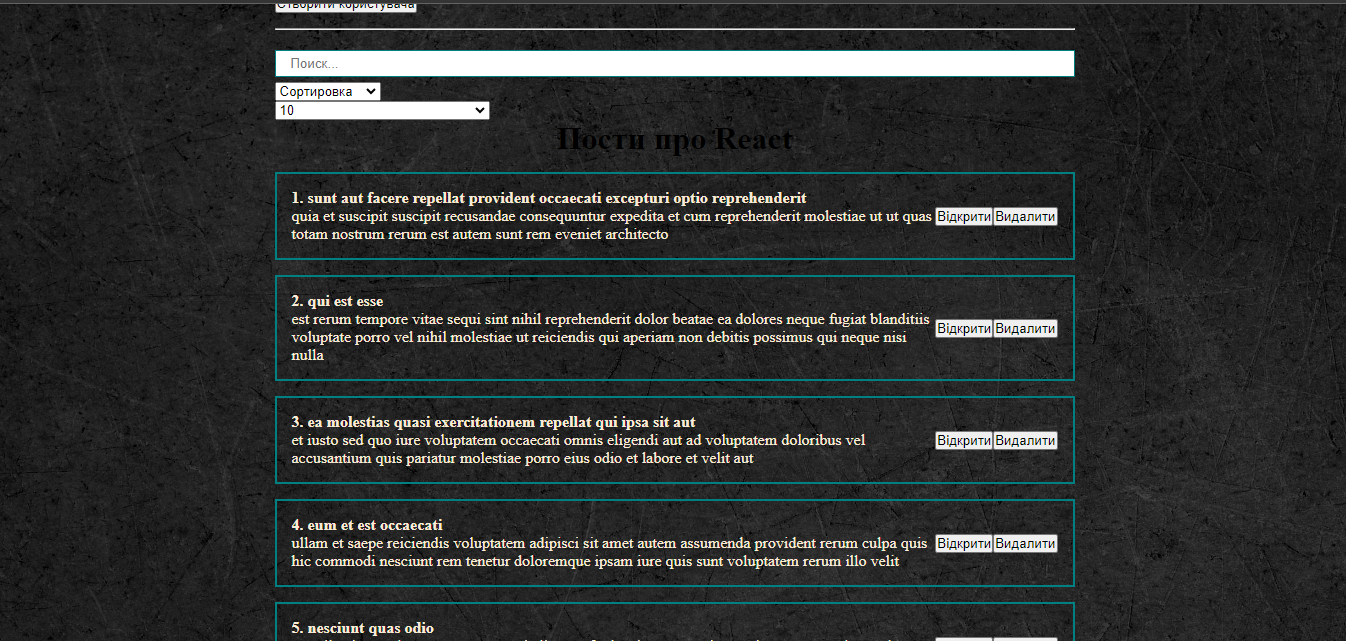 Створити користувача
Поиск...
Сортировка
10
Пости про React
1. sunt aut facere repellat provident occaecati excepturi optio reprehenderit
quia et suscipit suscipit recusandae consequuntur expedita et cum reprehenderit molestiae ut ut quas
totam nostrum rerum est autem sunt rem eveniet architecto
Відкрити Видалити
2. qui est esse
est rerum tempore vitae sequi sint nihil reprehenderit dolor beatae ea dolores neque fugiat blanditiis
voluptate porro vel nihil molestiae ut reiciendis qui aperiam non debitis possimus qui neque nisi
nulla
Відкрити Видалити
3. ea molestias quasi exercitationem repellat qui ipsa sit aut
et iusto sed quo iure voluptatem occaecati omnis eligendi aut ad voluptatem doloribus vel
accusantium quis pariatur molestiae porro eius odio et labore et velit aut
Відкрити Видалити
4. eum et est occaecati
ullam et saepe reiciendis voluptatem adipisci sit amet autem assumenda provident rerum culpa quis
hic commodi nesciunt rem tenetur doloremque ipsam iure quis sunt voluptatem rerum illo velit
Відкрити Видалити
5. nesciunt quas odio